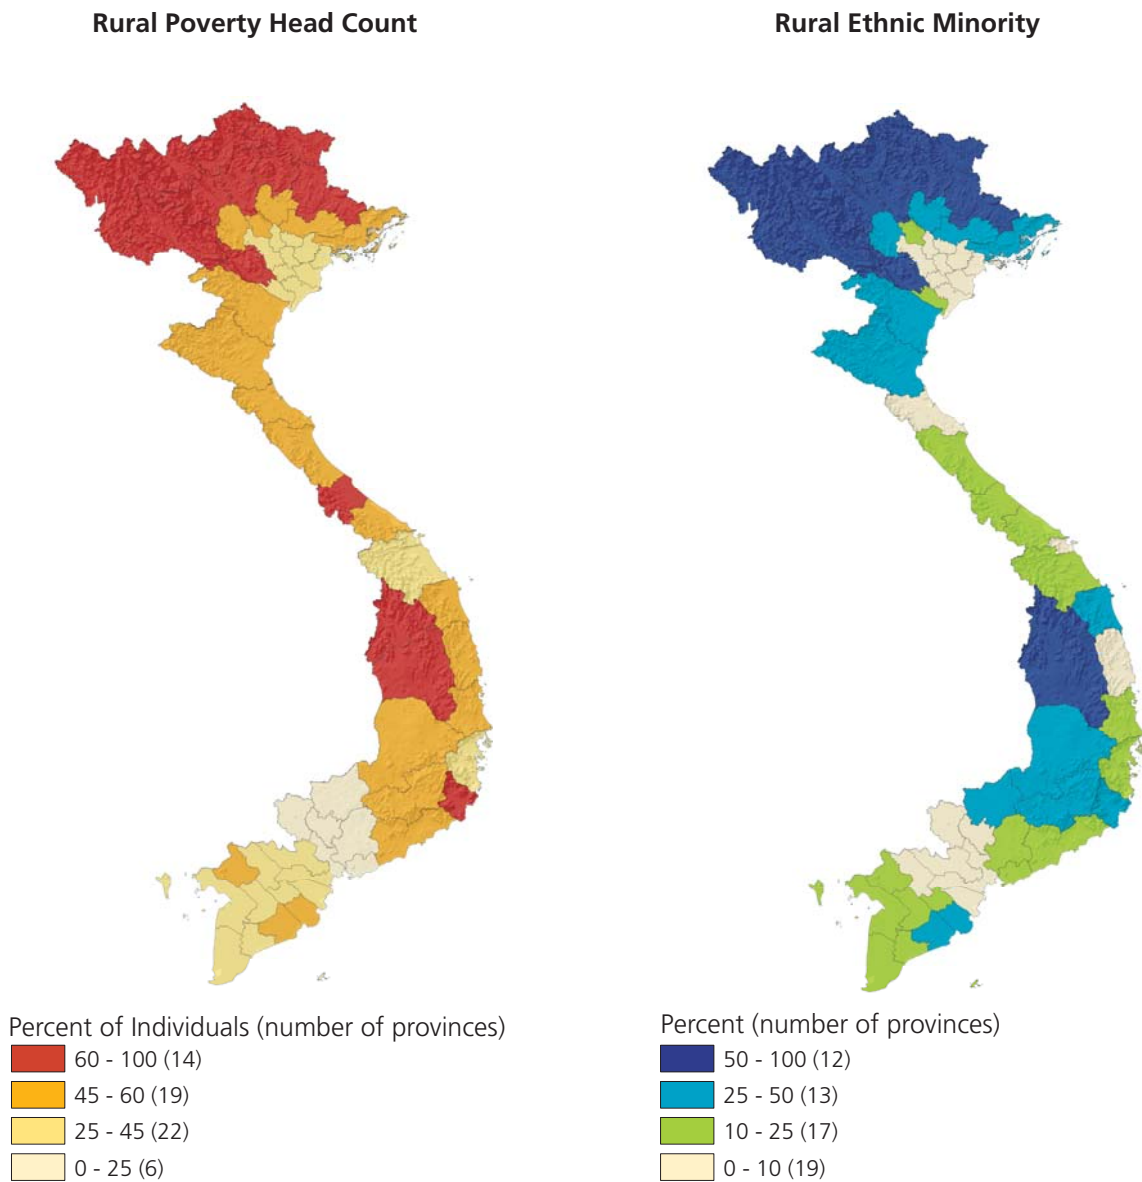 Rural Poverty Head Count
Rural Ethnic Minority
Percent of Individuals (number of provinces)
60 - 100 (14)
45 - 60 (19)
25 - 45 (22)
0 - 25 (6)
Percent (number of provinces)
50 - 100 (12)
25 - 50 (13)
10 - 25 (17)
0 - 10 (19)